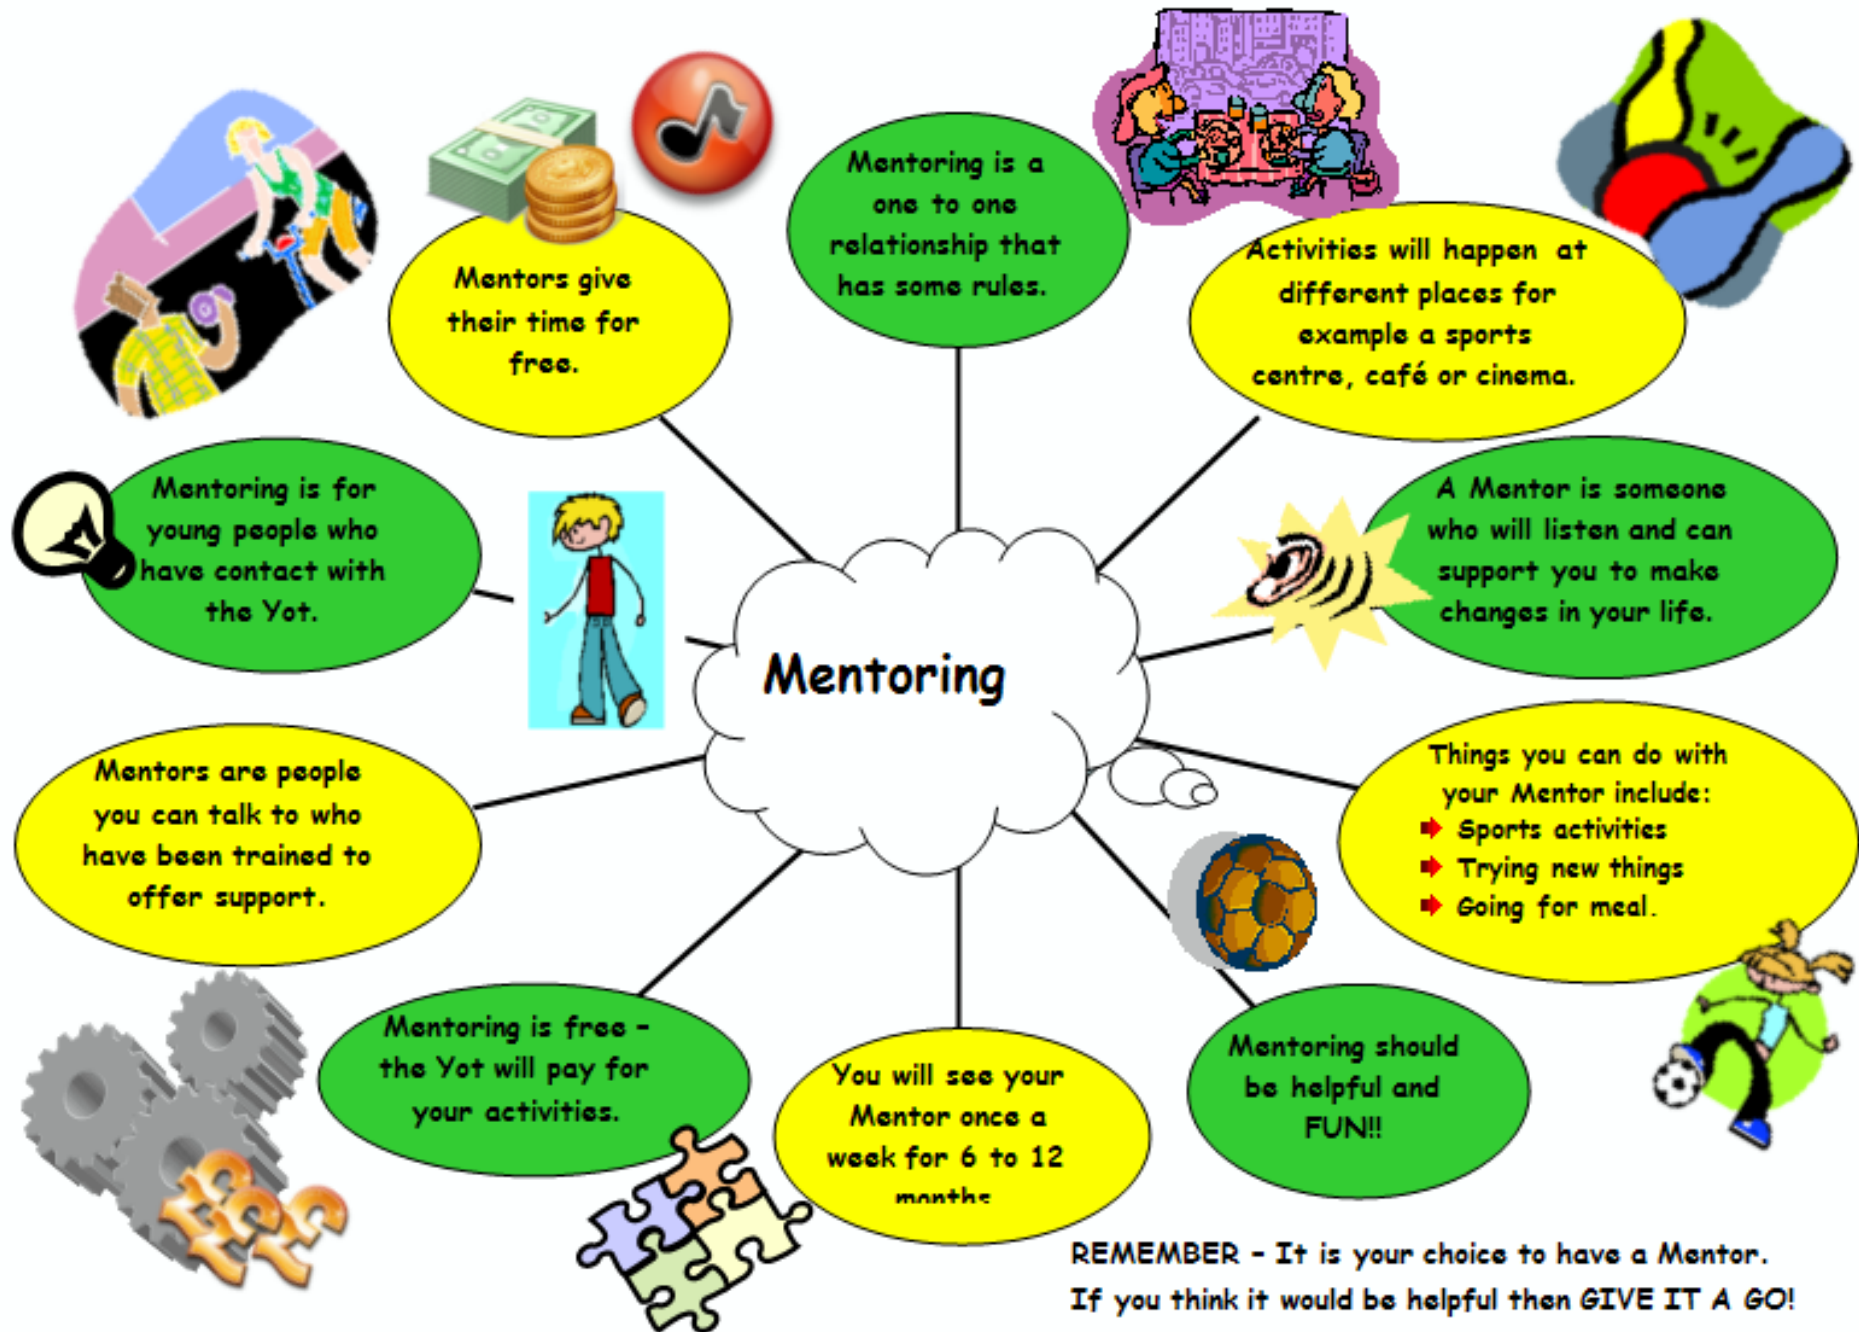 Mentoring is a
one to one
relationship that
has some rules.
Activities will happen at
different places for
example a sports
centre, café or cinema.
Mentors give
their time for
free.
Mentoring is for
young people who
have contact with
the Yot.
A Mentor is someone
who will listen and can
support you to make
changes in your life.
Mentoring
Mentors are people
you can talk to who
have been trained to
offer support.
Things you can do with
your Mentor include:
Sports activities
Trying new things
Going for meal.
Mentoring is free –
the Yot will pay for
your activities.
You will see your
Mentor once a
week for 6 to 12
months
Mentoring should
be helpful and
FUN!!
REMEMBER – It is your choice to have a Mentor.
If you think it would be helpful then GIVE IT A GO!